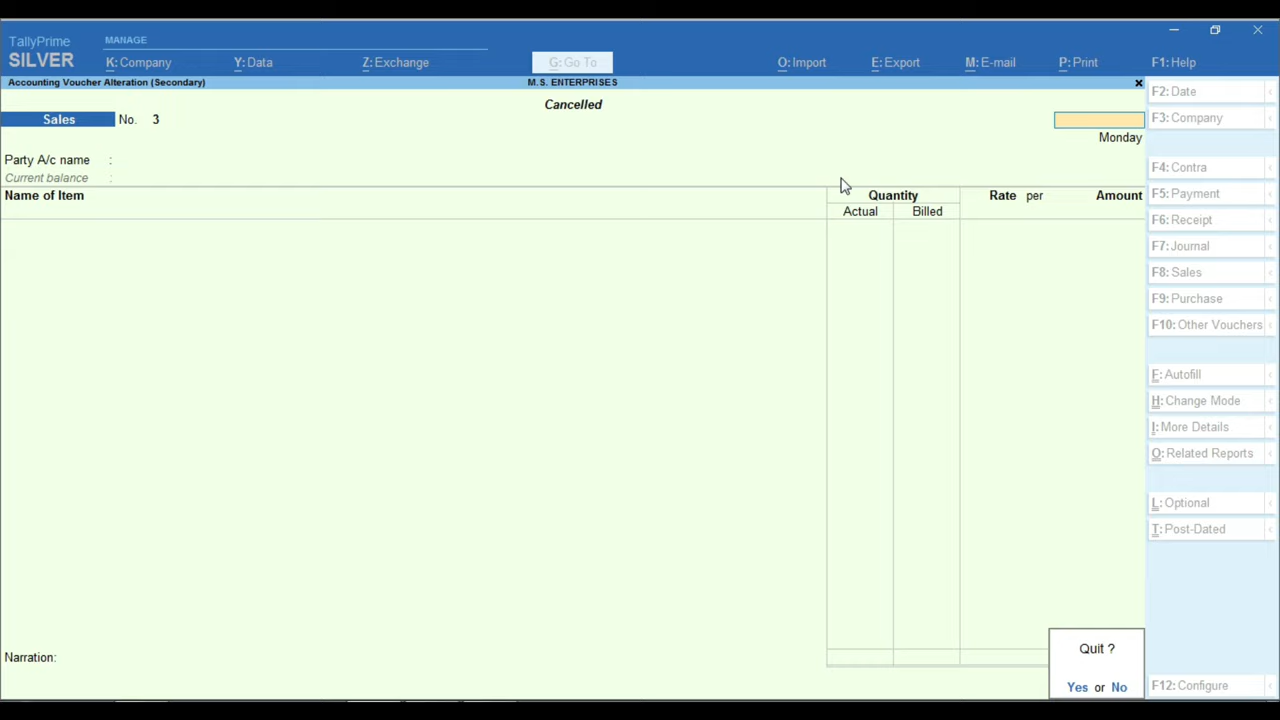 TallyPrime
SILVER
MANAGE
K: Company
Y: Data
Z: Exchange
G: Go To
O: Import
E: Export
M: E-mail
P: Print
F1: Help
Accounting Voucher Alteration (Secondary)
M.S. ENTERPRISES
Cancelled
Sales No. 3
Monday
Party A/c name :
Current balance :
Name of Item Quantity Rate per Amount
Actual Billed
Narration:
Quit ?
Yes or No
F2: Date
F3: Company
F4: Contra
F5: Payment
F6: Receipt
F7: Journal
F8: Sales
F9: Purchase
F10: Other Vouchers
F: Autofill
H: Change Mode
I: More Details
O: Related Reports
L: Optional
T: Post-Dated
F12: Configure